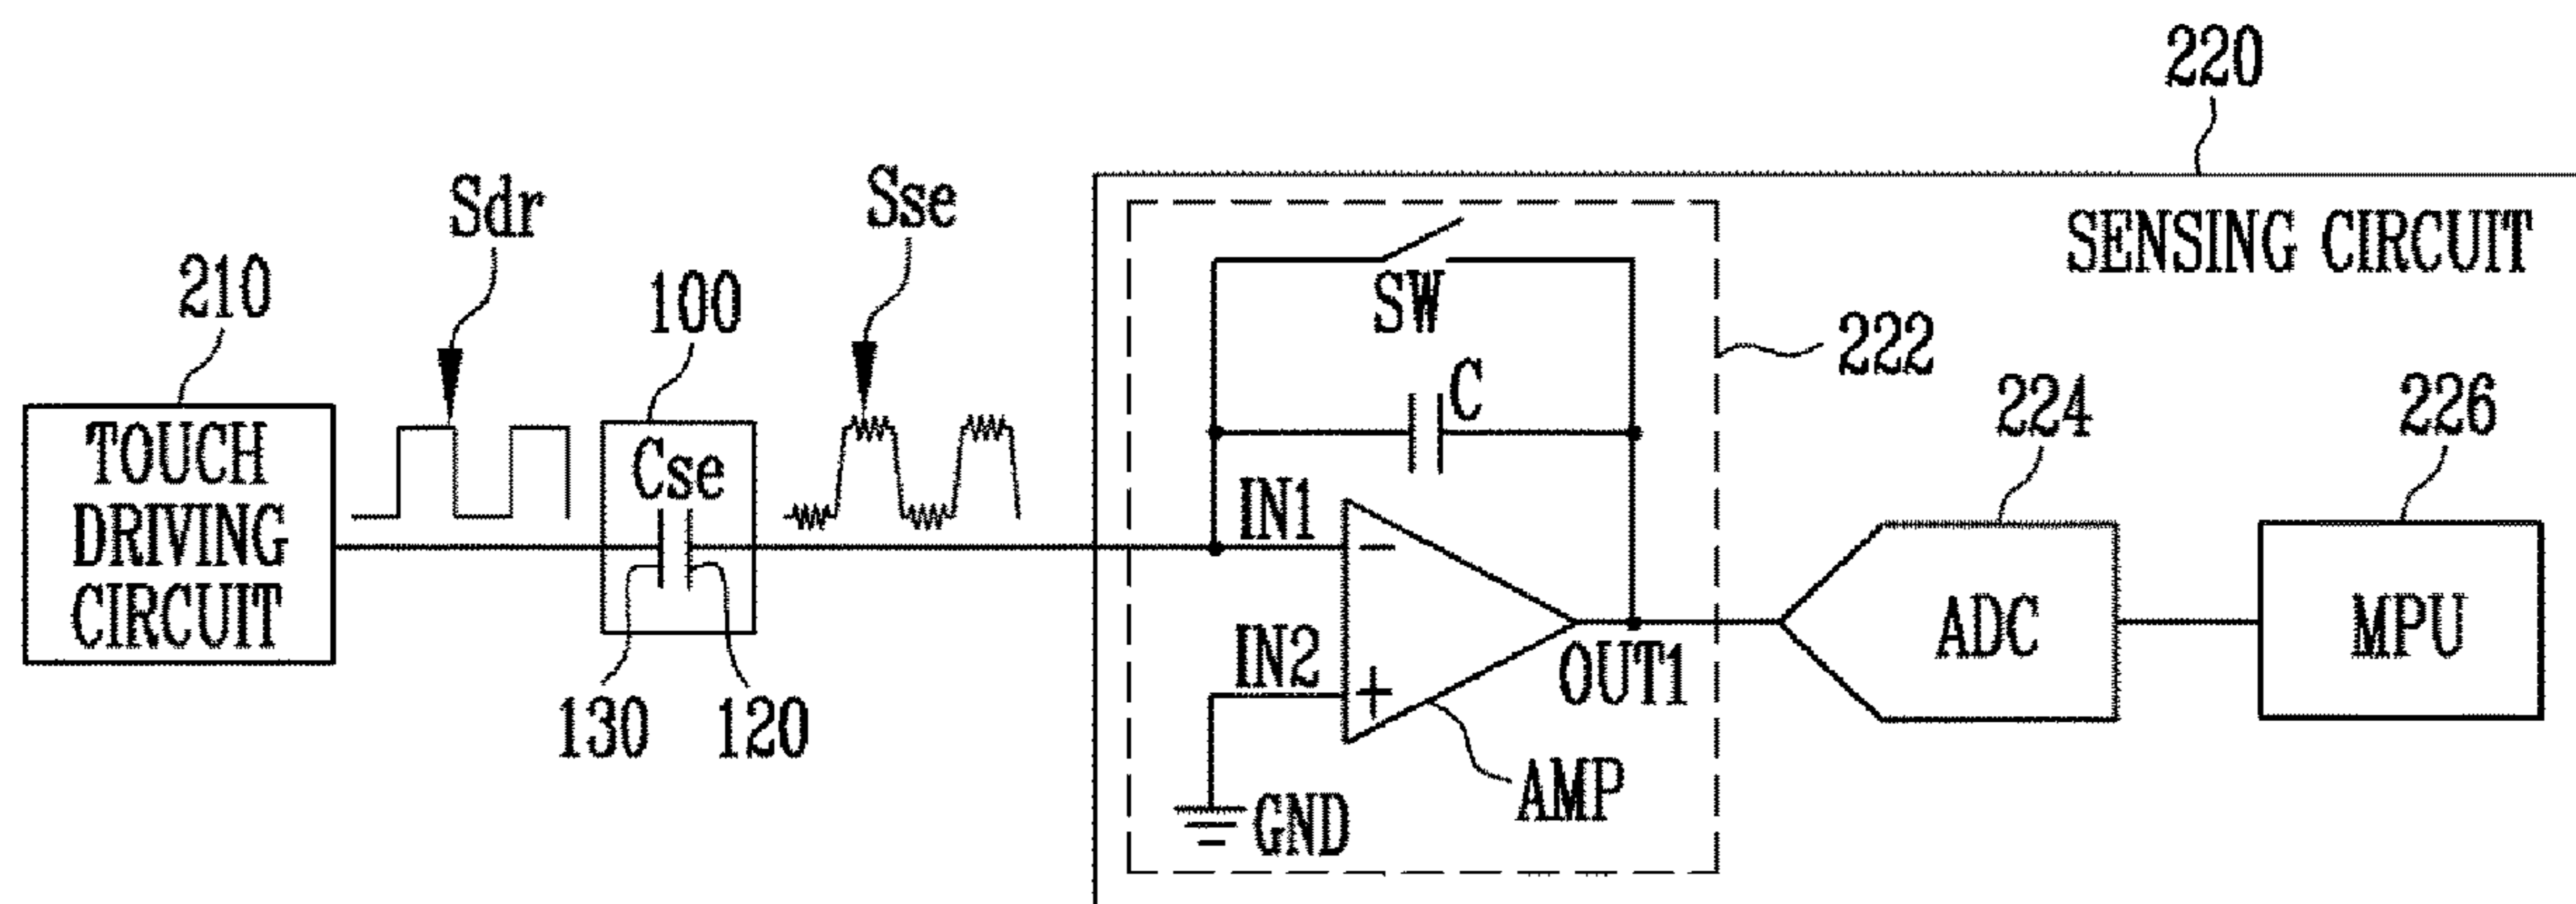 220
Sdr
Sse
SENSING CIRCUIT
210
100
SW
222
C
224
226
TOUCH
DRIVING
CIRCUIT
Cse
IN1
−
IN2
+
OUT1
ADC
MPU
130
120
AMP
GND